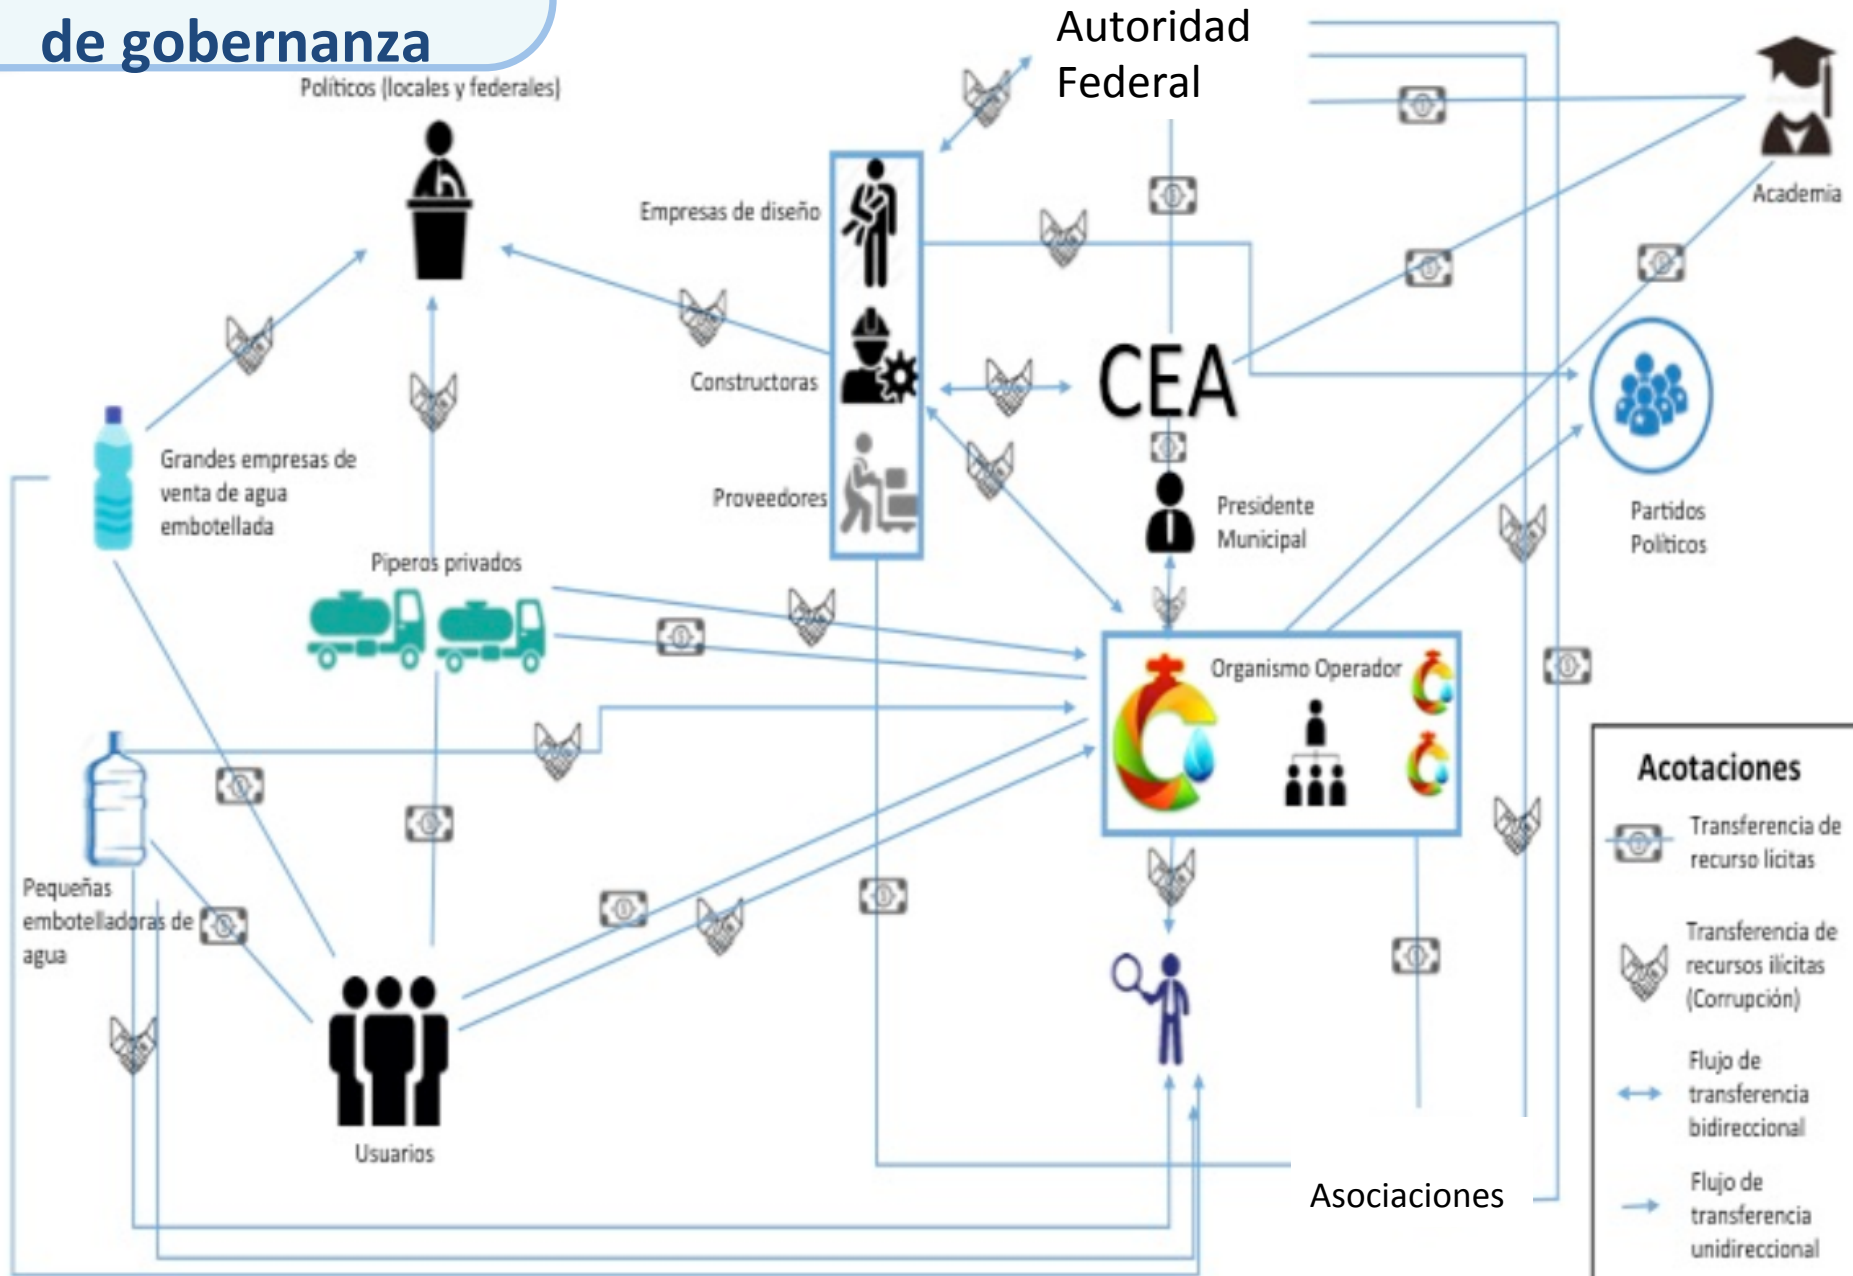 de gobernanza
Autoridad
Federal
Políticos (locales y federales)
Academia
Empresas de diseño
CEA
Constructoras
Grandes empresas de
venta de agua
embotellada
Proveedores
Presidente
Municipal
Partidos
Políticos
Piperos privados
Organismo Operador
Pequeñas
embotelladoras de
agua
Usuarios
Asociaciones
Acotaciones
Transferencia de
recurso licitas
Transferencia de
recursos ilícitas
(Corrupción)
Flujo de
transferencia
bidireccional
Flujo de
transferencia
unidireccional